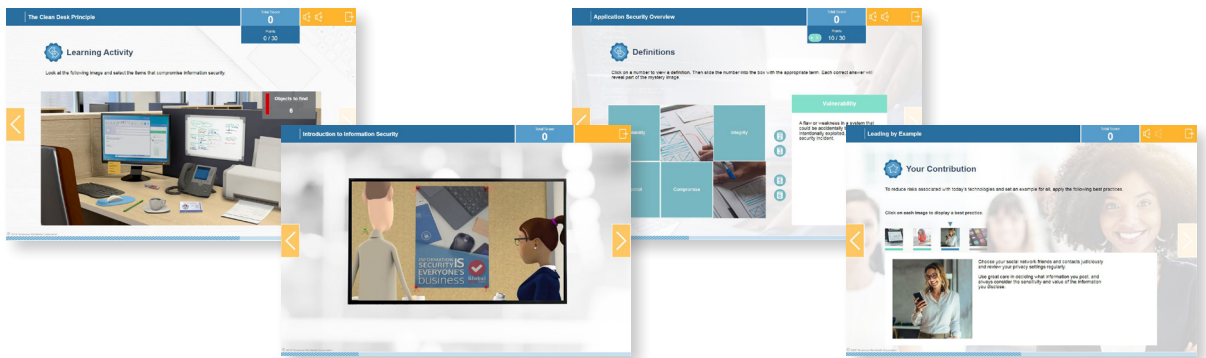 The Clean Desk Principle
Total Score
0
Points
0 / 30
Learning Activity
Look at the following image and select the items that compromise information security.
Objects to find
6
Introduction to Information Security
Total Score
0
INFORMATION
SECURITY IS
EVERYONE'S
business
Application Security Overview
Total Score
0
Points
10 / 30
Definitions
Click on a number to view a definition. Then slide the number into the box with the appropriate term. Each correct answer will
reveal part of the mystery image.
Integrity
Compromise
Vulnerability
A flaw or weakness in a system that
could be accidentally
intentionally exploited
security incident.
Leading by Example
Total Score
0
Your Contribution
To reduce risks associated with today's technologies and set an example for all, apply the following best practices.
Click on each image to display a best practice.
Choose your social network friends and contacts judiciously
and review your privacy settings regularly.
Use great care in deciding what information you post, and
always consider the sensitivity and value of the information
you disclose.